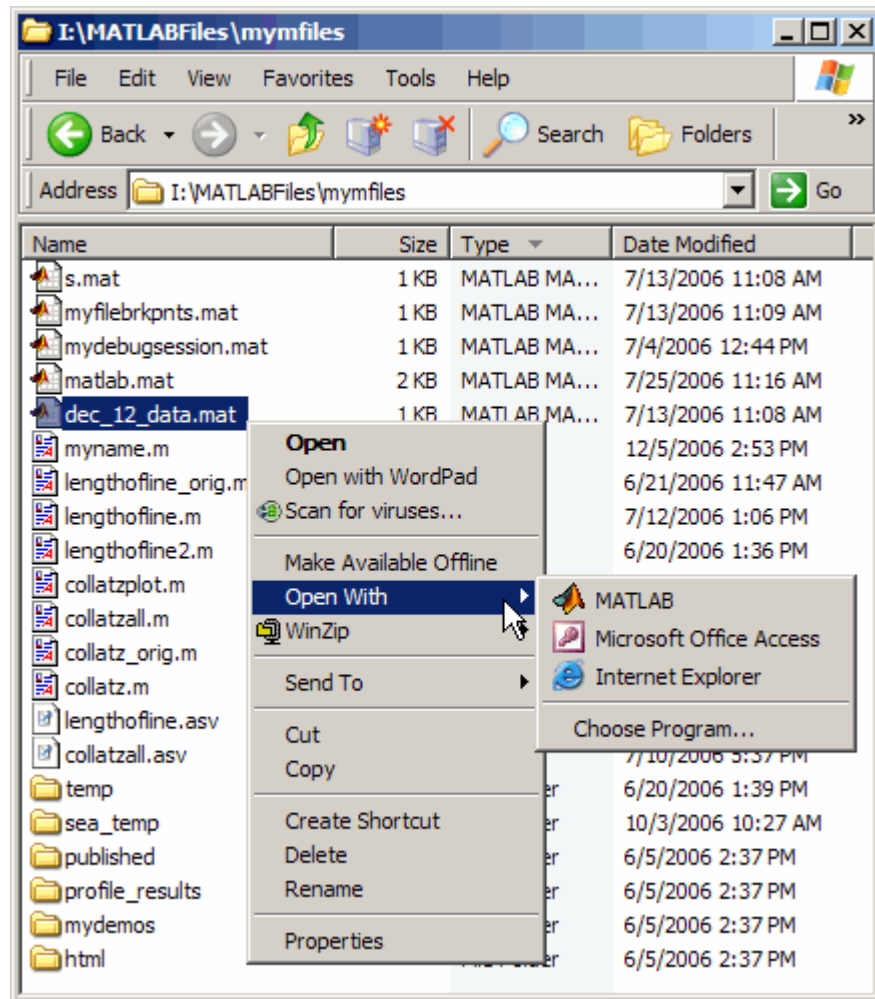 I:\MATLABFiles\mymfiles
File Edit View Favorites Tools Help
Back Search Folders »
Address I:\MATLABFiles\mymfiles Go
Name Size Type Date Modified
s.mat 1 KB MATLAB MA... 7/13/2006 11:08 AM
myfilebrkpnts.mat 1 KB MATLAB MA... 7/13/2006 11:09 AM
mydebugsession.mat 1 KB MATLAB MA... 7/4/2006 12:44 PM
matlab.mat 2 KB MATLAB MA... 7/25/2006 11:16 AM
dec_12_data.mat 1 KB MATLAB MA... 7/13/2006 11:08 AM
myname.m 12/5/2006 2:53 PM
lengthofline_orig.m 6/21/2006 11:47 AM
lengthofline.m 7/12/2006 1:06 PM
lengthofline2.m 6/20/2006 1:36 PM
collatzplot.m
collatzall.m
collatz_orig.m
collatz.m
lengthofline.asv
collatzall.asv 7/10/2006 5:37 PM
temp er 6/20/2006 1:39 PM
sea_temp er 10/3/2006 10:27 AM
published er 6/5/2006 2:37 PM
profile_results er 6/5/2006 2:37 PM
mydemos er 6/5/2006 2:37 PM
html 6/5/2006 2:37 PM
Open
Open with WordPad
Scan for viruses...
Make Available Offline
Open With
WinZip
Send To
Cut
Copy
Create Shortcut
Delete
Rename
Properties
MATLAB
Microsoft Office Access
Internet Explorer
Choose Program...